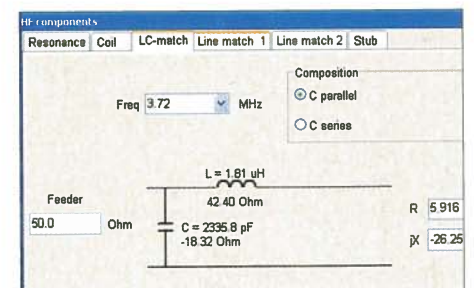 HF components
Resonance Coil LC-match Line match 1 Line match 2 Stub
Composition
Freq 3.72 MHz
C parallel
C series
L = 1.81 uH
42.40 Ohm
Feeder
50.0 Ohm
C = 2335.8 pF
-18.32 Ohm
R 5.916
jX -26.25